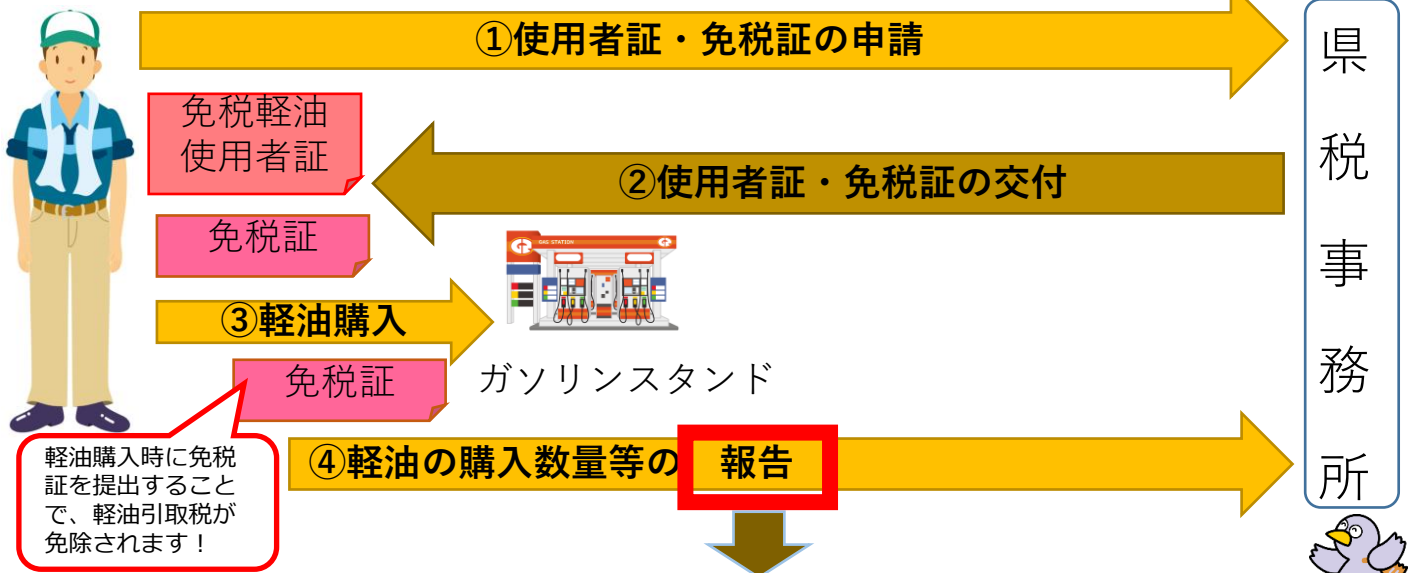 ①使用者証・免税証の申請
免税軽油
使用者証
②使用者証・免税証の交付
免税証
GAS STATION
③軽油購入
免税証
ガソリンスタンド
④軽油の購入数量等の 報告
軽油購入時に免税
証を提出すること
で、軽油引取税が
免除されます！
県税事務所